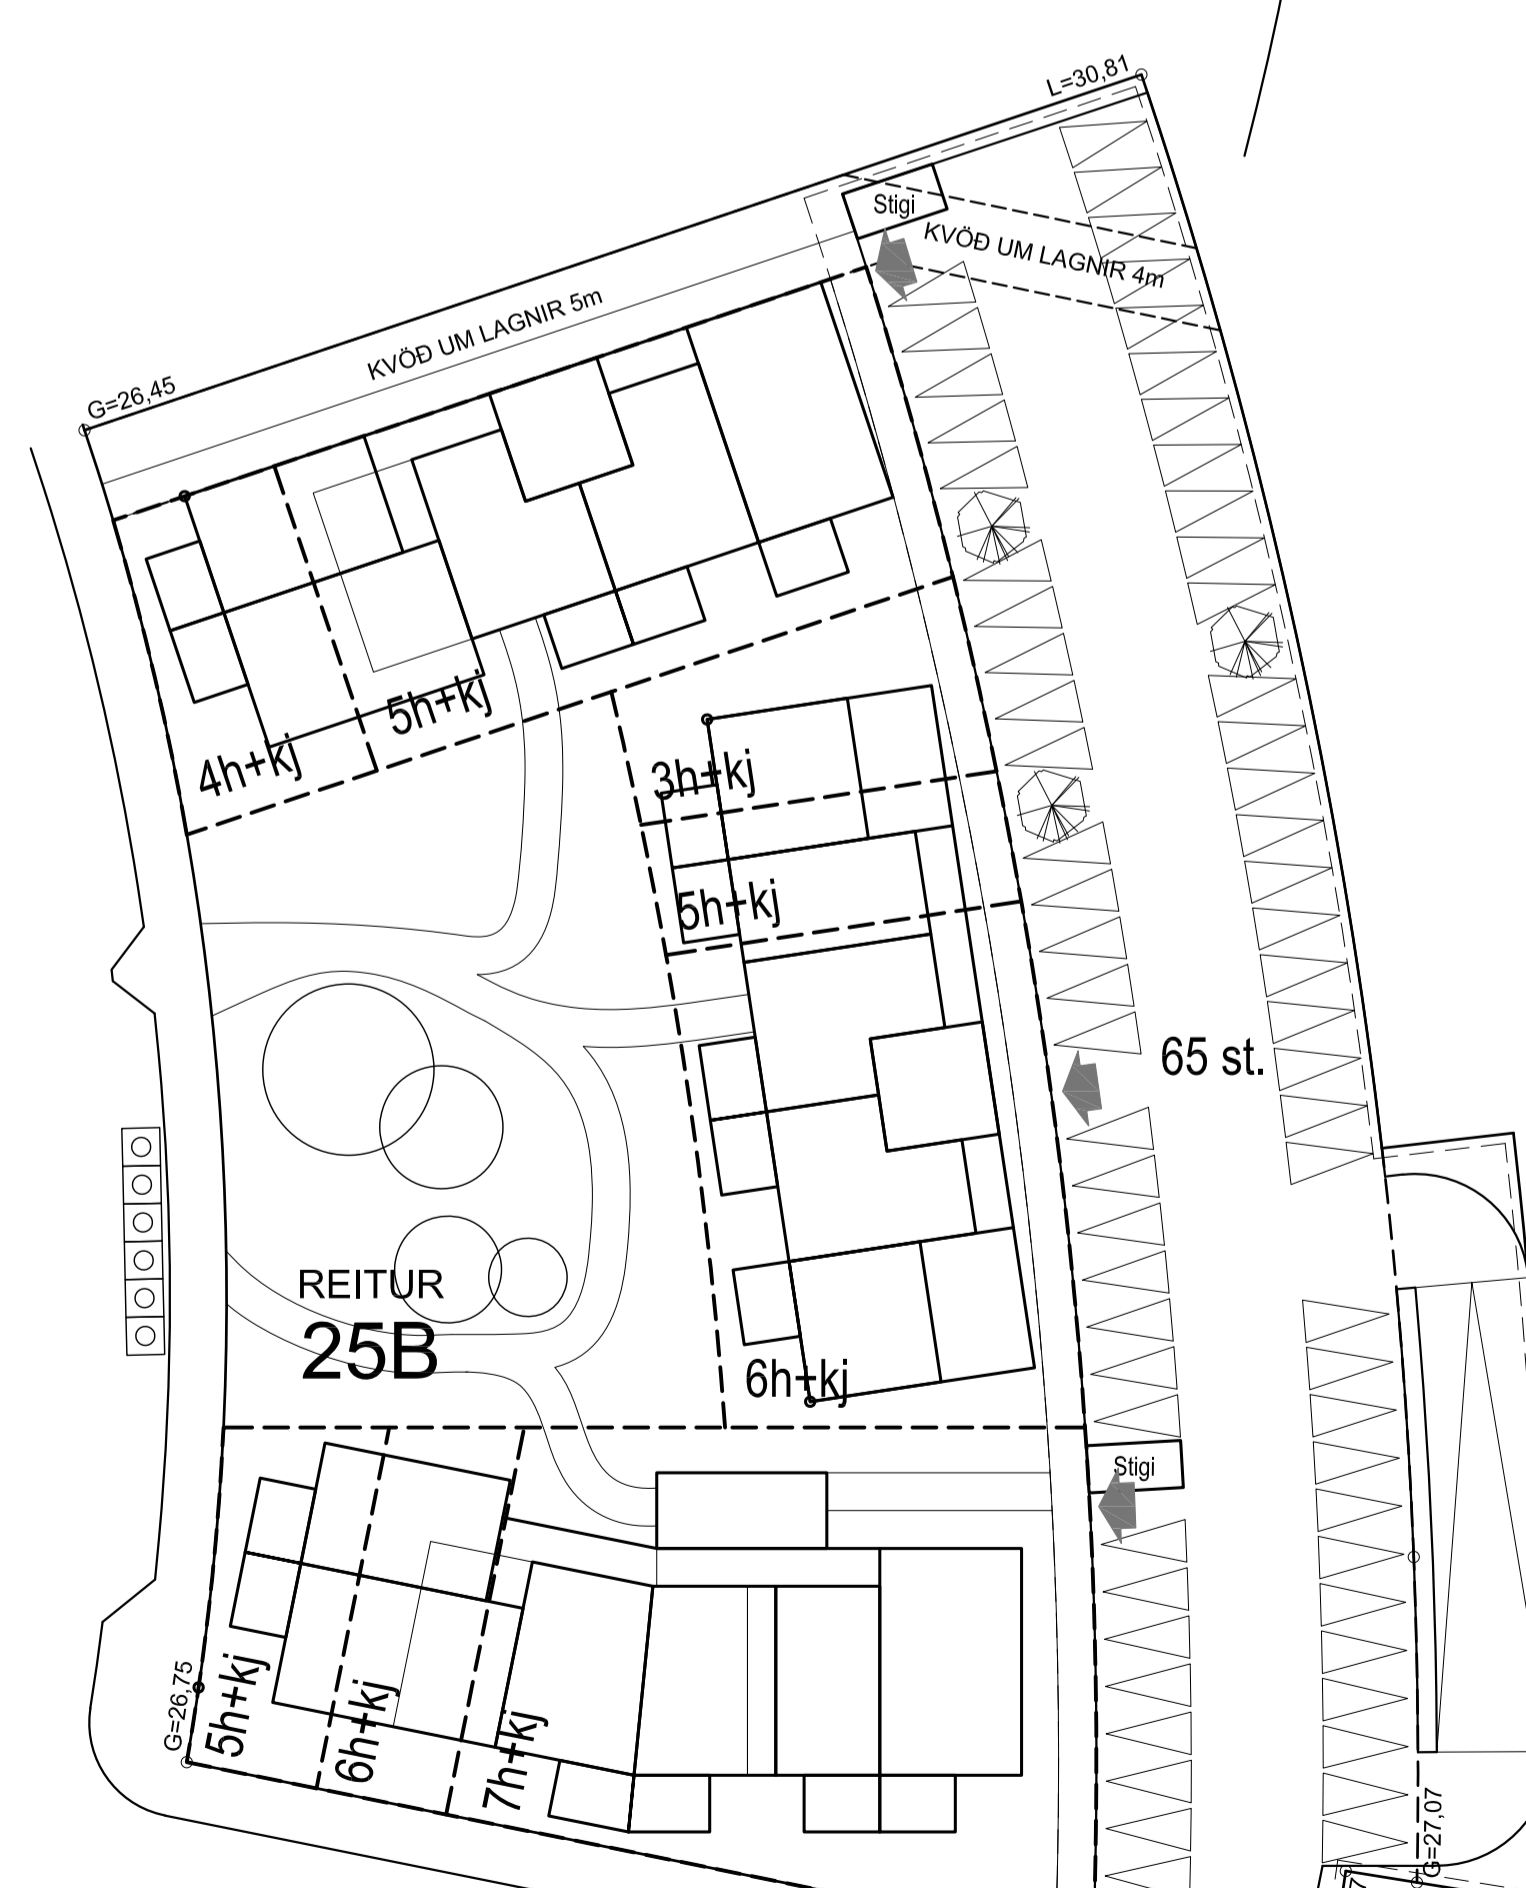 L=30,81
Stigi
KVÖÐ UM LAGNIR 4m
KVÖÐ UM LAGNIR 5m
G=26,45
5h+kj
4h+kj
3h+kj
5h+kj
65 st.
REITUR
25B
6h+kj
Stigi
G=26,75
5h+kj
6h+kj
7h+kj
G=27,07